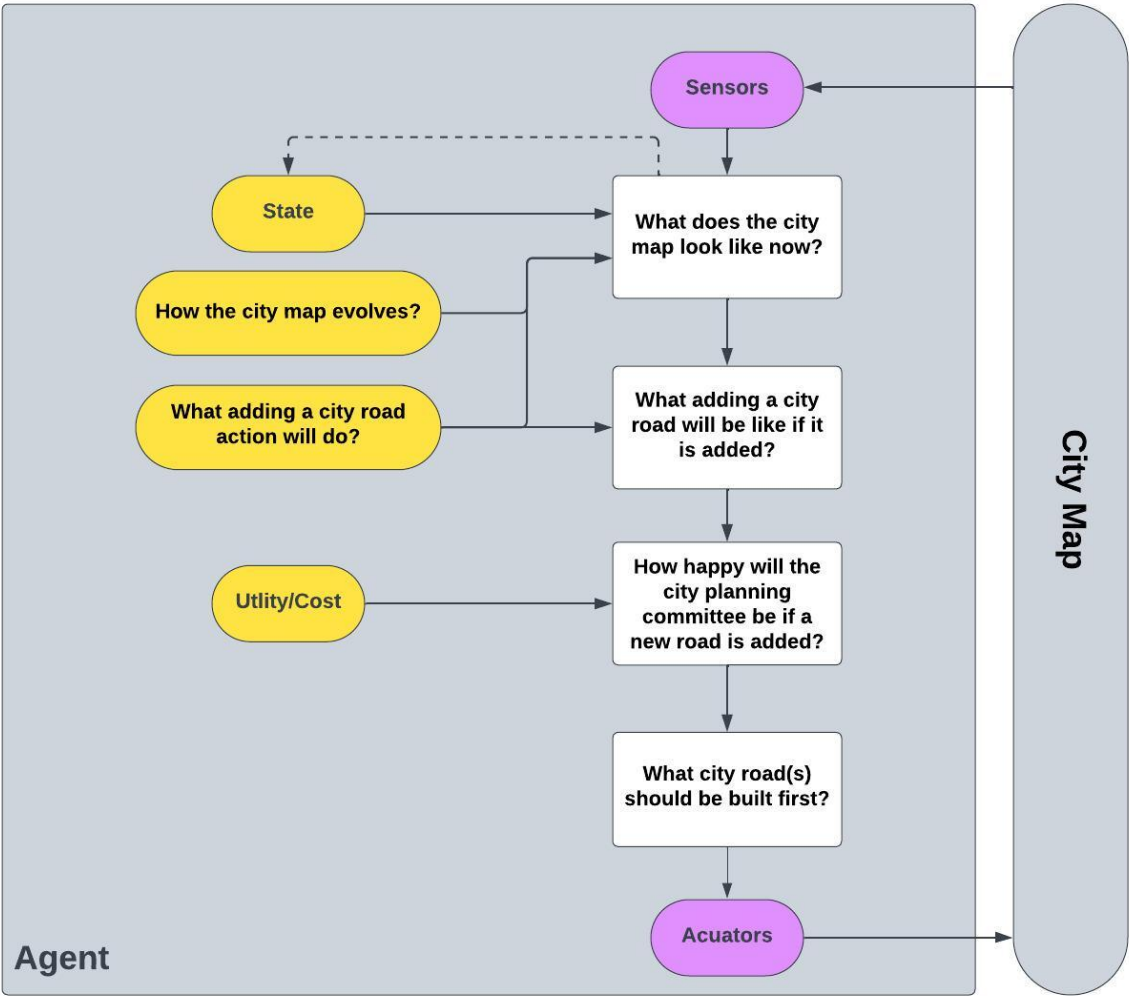 Sensors
State
What does the city
map look like now?
How the city map evolves?
What adding a city road
action will do?
What adding a city
road will be like if it
is added?
City Map
Utlity/Cost
How happy will the
city planning
committee be if a
new road is added?
What city road(s)
should be built first?
Acuators
Agent